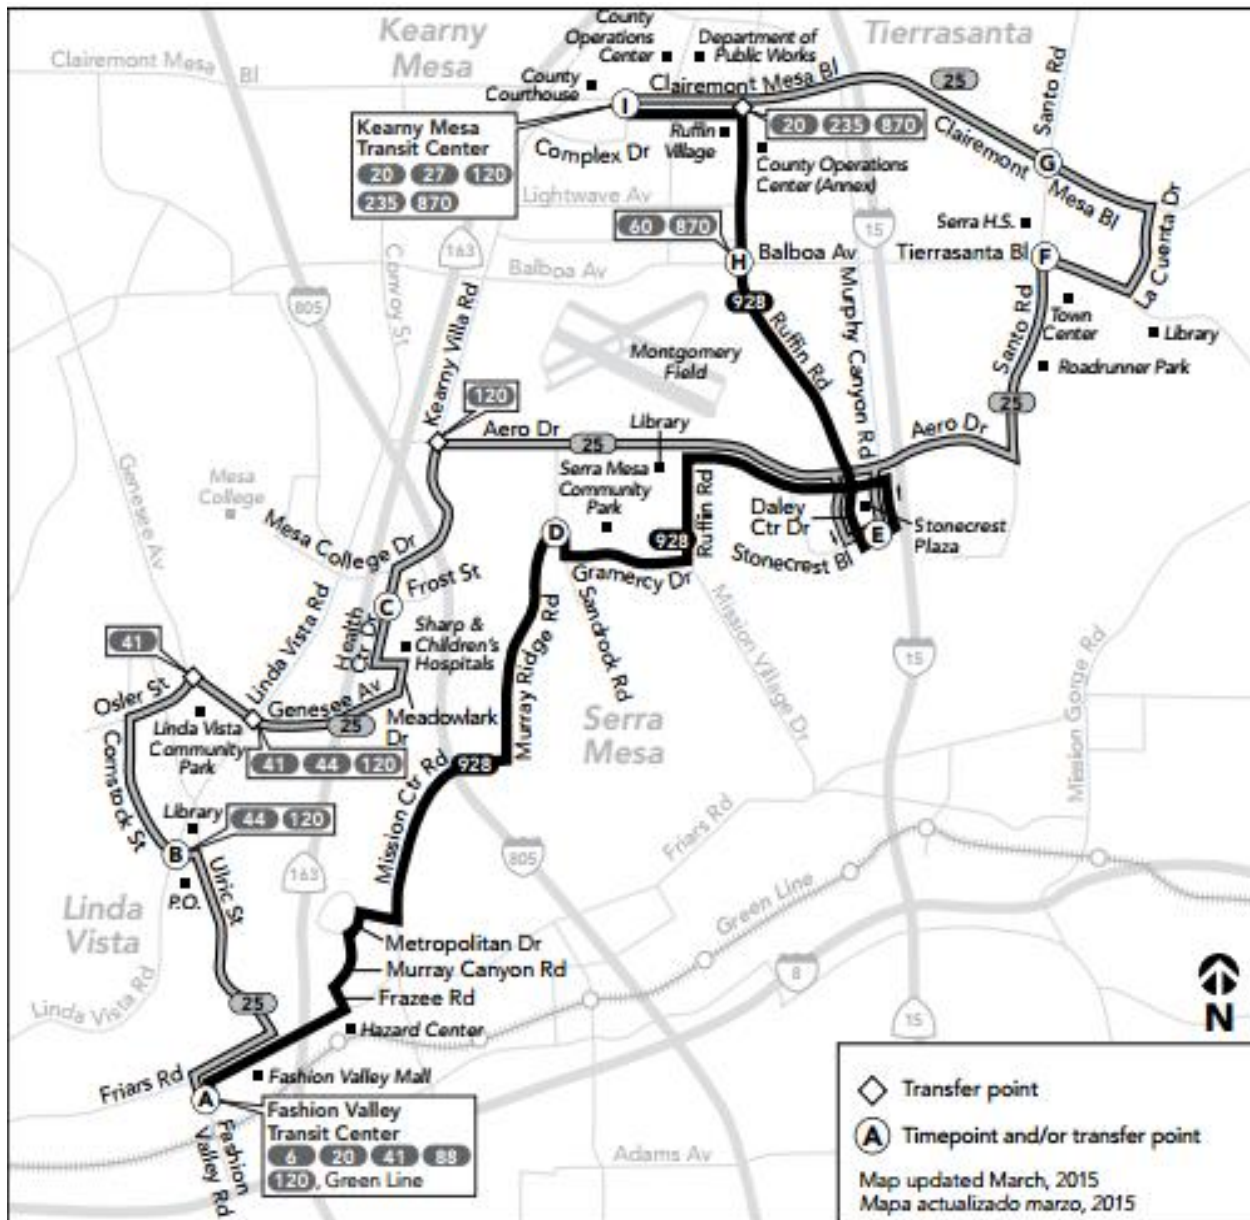 Kearny
Mesa
Tierrasanta
County
Operations
Center
Department of
Public Works
Clairemont Mesa Bl
County
Courthouse
Clairemont Mesa Bl
25
Santo Rd
I
Kearny Mesa
Transit Center
20 27 120
235 870
Complex Dr
Ruffin
Village
20 235 870
Clairemont
Mesa Bl
G
County Operations
Center (Annex)
Lightwave Av
15
La Cuenta Dr
Serra H.S.
60 870
163
Convoy St
Balboa Av
H
Balboa Av
Tierrasanta Bl
F
805
Kearny Villa Rd
928
Ruffin Rd
Murphy Canyon Rd
Santo Rd
Town
Center
Library
Montgomery
Field
Roadrunner Park
120
25
Aero Dr
25
Library
Aero Dr
Genesee Av
Mesa
College
Serra Mesa
Community
Park
Ruffin Rd
Daley
Ctr Dr
Stonecrest
Plaza
E
Mesa College Dr
D
928
Stonecrest Bl
Gramercy Dr
Frost St
C
Linda Vista Rd
Health
Ctr Dr
Sharp &
Children's
Hospitals
Sandrock Rd
Murray Ridge Rd
Mission Village Dr
15
Mission Gorge Rd
41
Osler St
Genesee Av
25
Meadowlark
Dr
Linda Vista
Community
Park
41 44 120
Serra
Mesa
928
Comstock St
Mission Ctr Rd
Library
44 120
B
P.O.
Ulric St
163
805
Friars Rd
Green Line
Linda
Vista
Metropolitan Dr
Murray Canyon Rd
Frazee Rd
8
Linda Vista Rd
25
Hazard Center
15
N
Friars Rd
Fashion Valley Mall
A
Fashion
Valley Rd
Fashion Valley
Transit Center
6 20 41 88
120, Green Line
Adams Av
Transfer point
A Timepoint and/or transfer point
Map updated March, 2015
Mapa actualizado marzo, 2015